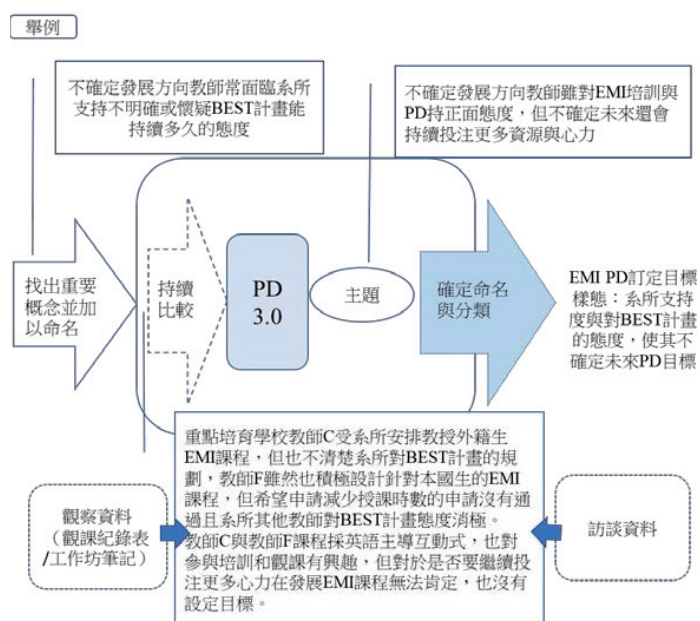 舉例
不確定發展方向教師常面臨系所
支持不明確或懷疑BEST計畫能
持續多久的態度
不確定發展方向教師雖對EMI培訓與
PD持正面態度，但不確定未來還會
持續投注更多資源與心力
找出重要
概念並加
以命名
持續
比較
PD
3.0
主題
確定命名
與分類
EMI PD訂定目標
樣態：系所支持
度與對BEST計畫
的態度，使其不
確定未來PD目標
重點培育學校教師C受系所安排教授外籍生
EMI課程，但也不清楚系所對BEST計畫的規
劃，教師F雖然也積極設計針對本國生的EMI
課程，但希望申請減少授課時數的申請沒有通
過且系所其他教師對BEST計畫態度消極。
教師C與教師F課程採英語主導互動式，也對
參與培訓和觀課有興趣，但對於是否要繼續投
注更多心力在發展EMI課程無法肯定，也沒有
設定目標。
觀察資料
（觀課紀錄表
/工作坊筆記）
訪談資料